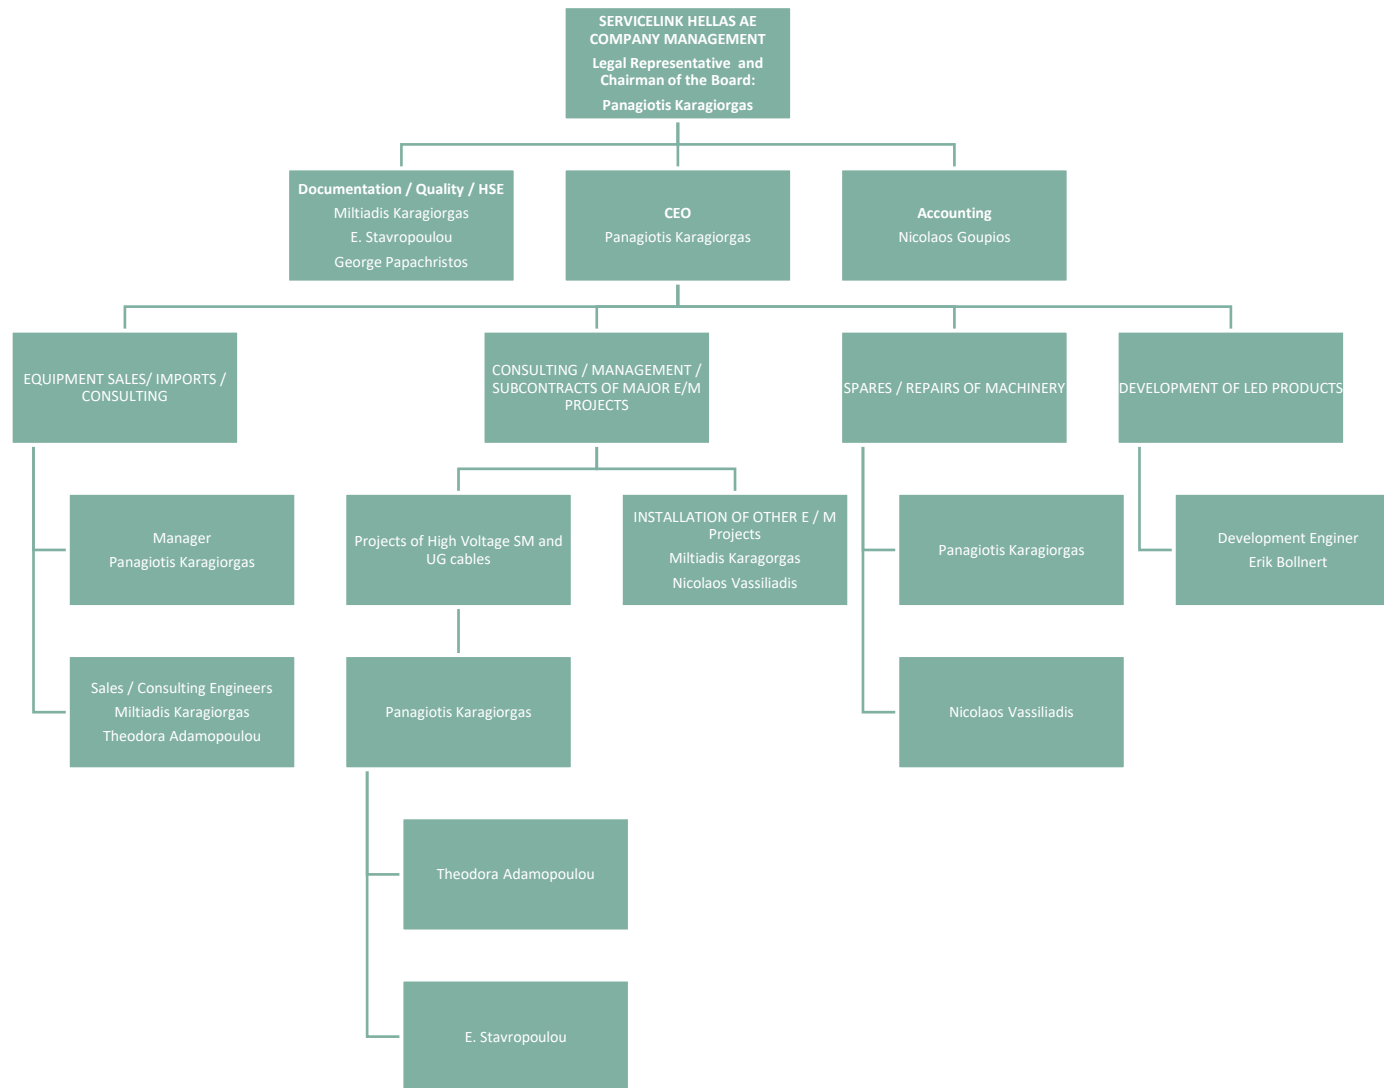 SERVICELINK HELLAS AE
COMPANY MANAGEMENT
Legal Representative and
Chairman of the Board:
Panagiotis Karagiorgas
Documentation / Quality / HSE
Miltiadis Karagiorgas
E. Stavropoulou
George Papachristos
CEO
Panagiotis Karagiorgas
Accounting
Nicolaos Goupios
EQUIPMENT SALES/ IMPORTS /
CONSULTING
CONSULTING / MANAGEMENT /
SUBCONTRACTS OF MAJOR E/M
PROJECTS
SPARES / REPAIRS OF MACHINERY
DEVELOPMENT OF LED PRODUCTS
Manager
Panagiotis Karagiorgas
Projects of High Voltage SM and
UG cables
INSTALLATION OF OTHER E / M
Projects
Miltiadis Karagorgas
Nicolaos Vassiliadis
Panagiotis Karagiorgas
Development Enginer
Erik Bollnert
Sales / Consulting Engineers
Miltiadis Karagiorgas
Theodora Adamopoulou
Panagiotis Karagiorgas
Nicolaos Vassiliadis
Theodora Adamopoulou
E. Stavropoulou